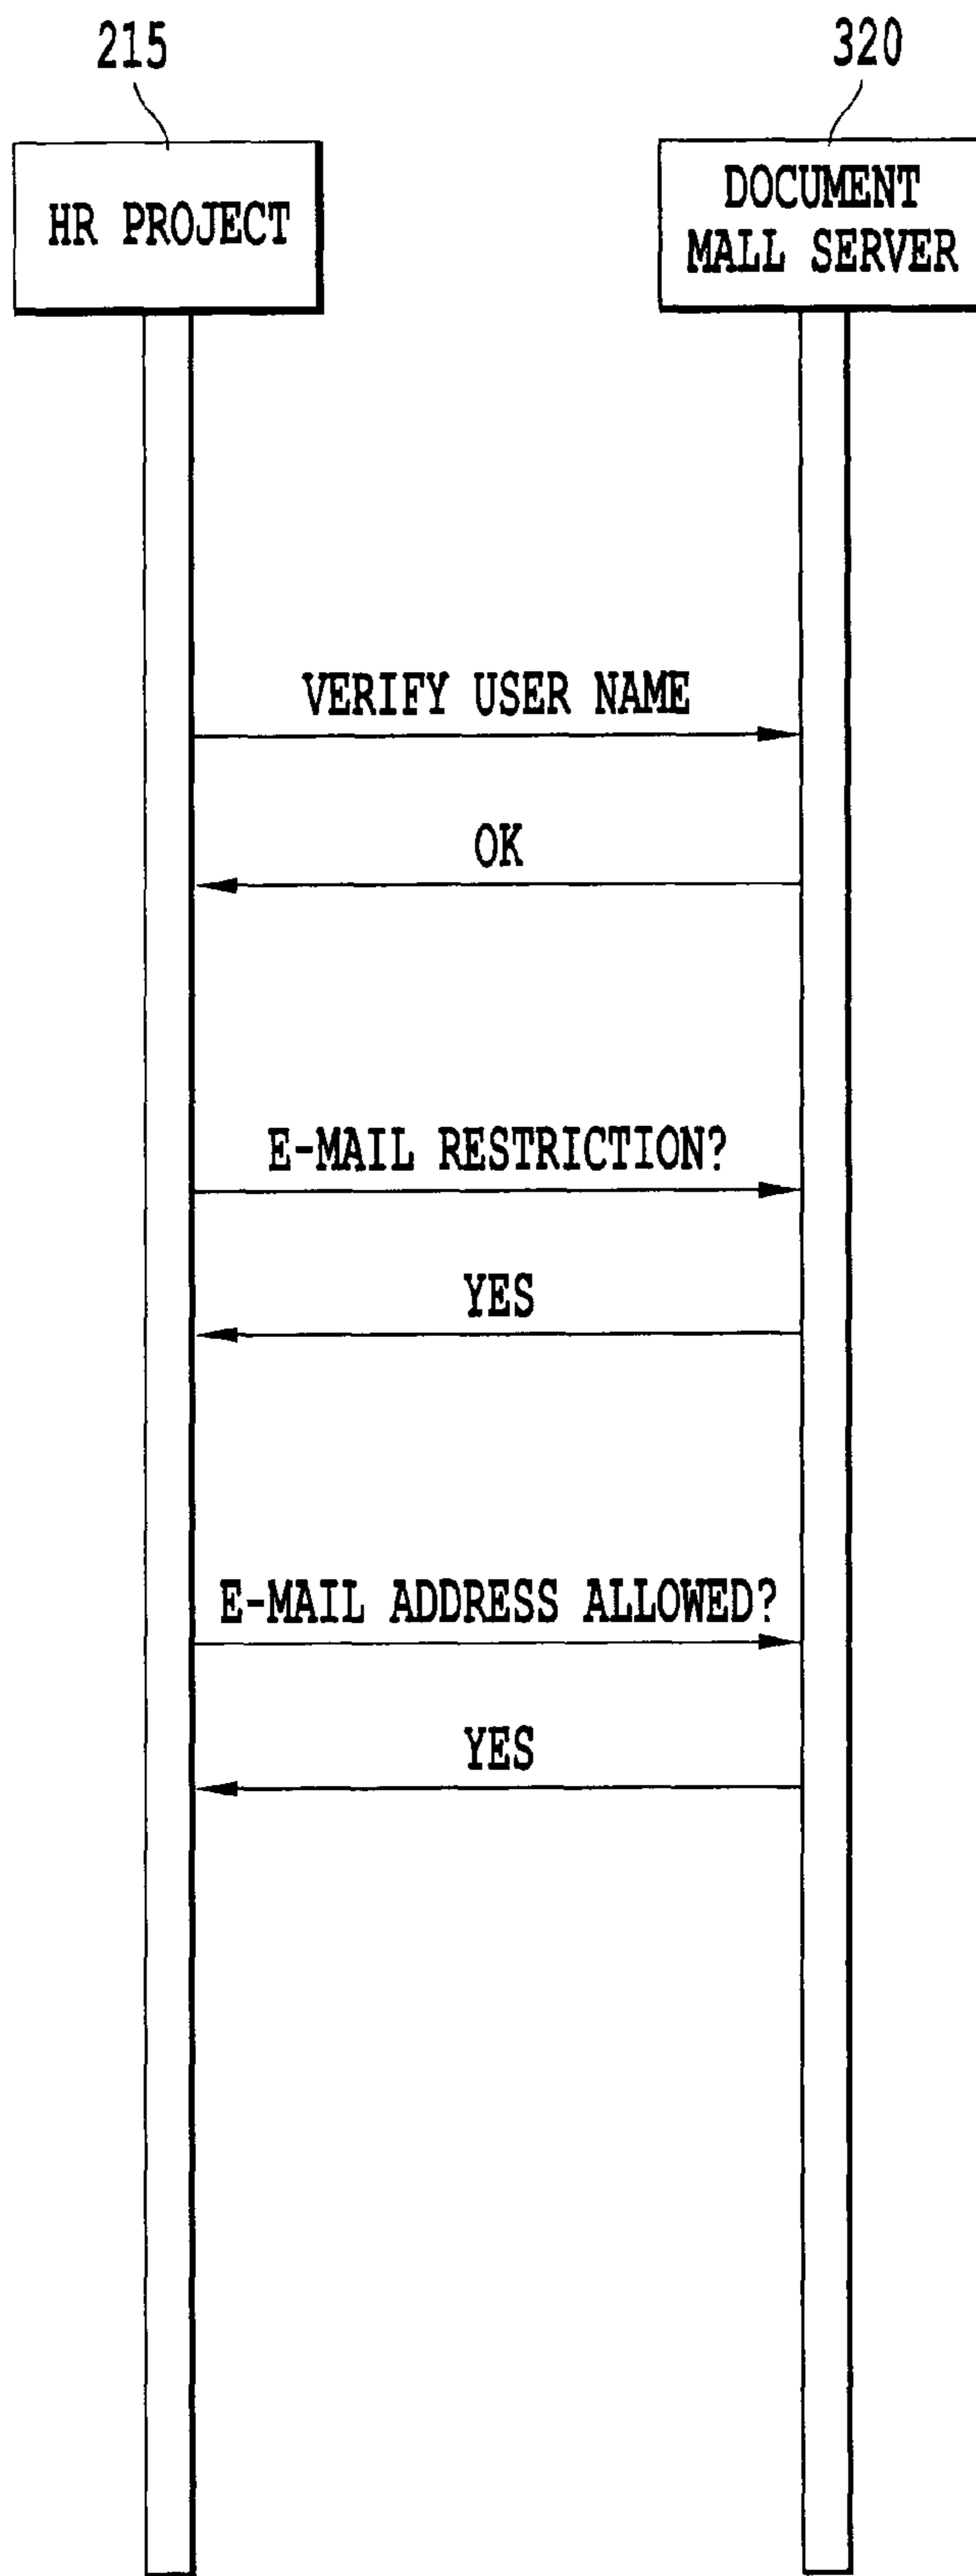 215
320
HR PROJECT
DOCUMENT
MALL SERVER
VERIFY USER NAME
OK
E-MAIL RESTRICTION?
YES
E-MAIL ADDRESS ALLOWED?
YES